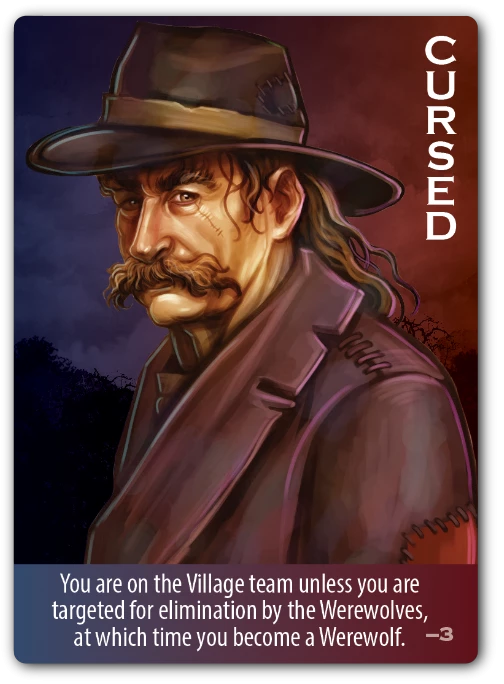 CURSED
You are on the Village team unless you are
targeted for elimination by the Werewolves,
at which time you become a Werewolf. –3